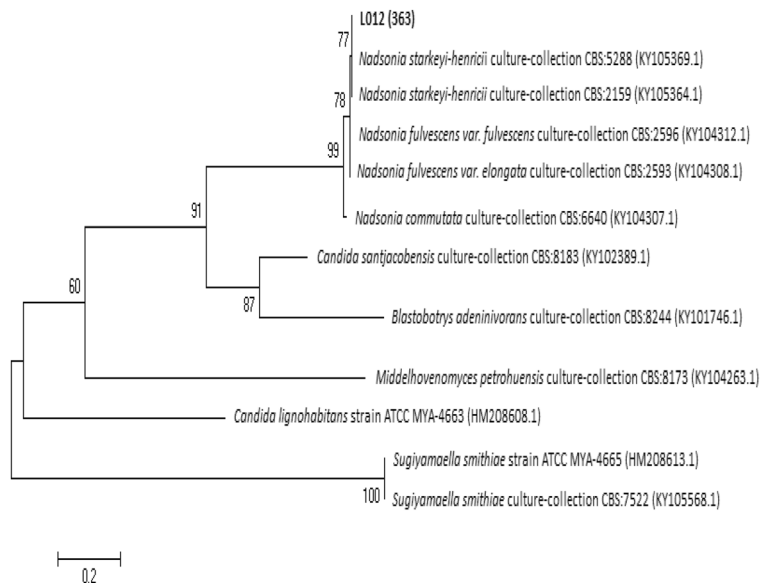 L012 (363)
77
Nadsonia starkeyi-henricii culture-collection CBS:5288 (KY105369.1)
Nadsonia starkeyi-henricii culture-collection CBS:2159 (KY105364.1)
78
Nadsonia fulvescens var. fulvescens culture-collection CBS:2596 (KY104312.1)
99
Nadsonia fulvescens var. elongata culture-collection CBS:2593 (KY104308.1)
91
Nadsonia commutata culture-collection CBS:6640 (KY104307.1)
Candida santjacobensis culture-collection CBS:8183 (KY102389.1)
60
87
Blastobotrys adeninivorans culture-collection CBS:8244 (KY101746.1)
Middelhovenomyces petrohuensis culture-collection CBS:8173 (KY104263.1)
Candida lignohabitans strain ATCC MYA-4663 (HM208608.1)
Sugiyamaella smithiae strain ATCC MYA-4665 (HM208613.1)
100
Sugiyamaella smithiae culture-collection CBS:7522 (KY105568.1)
0.2